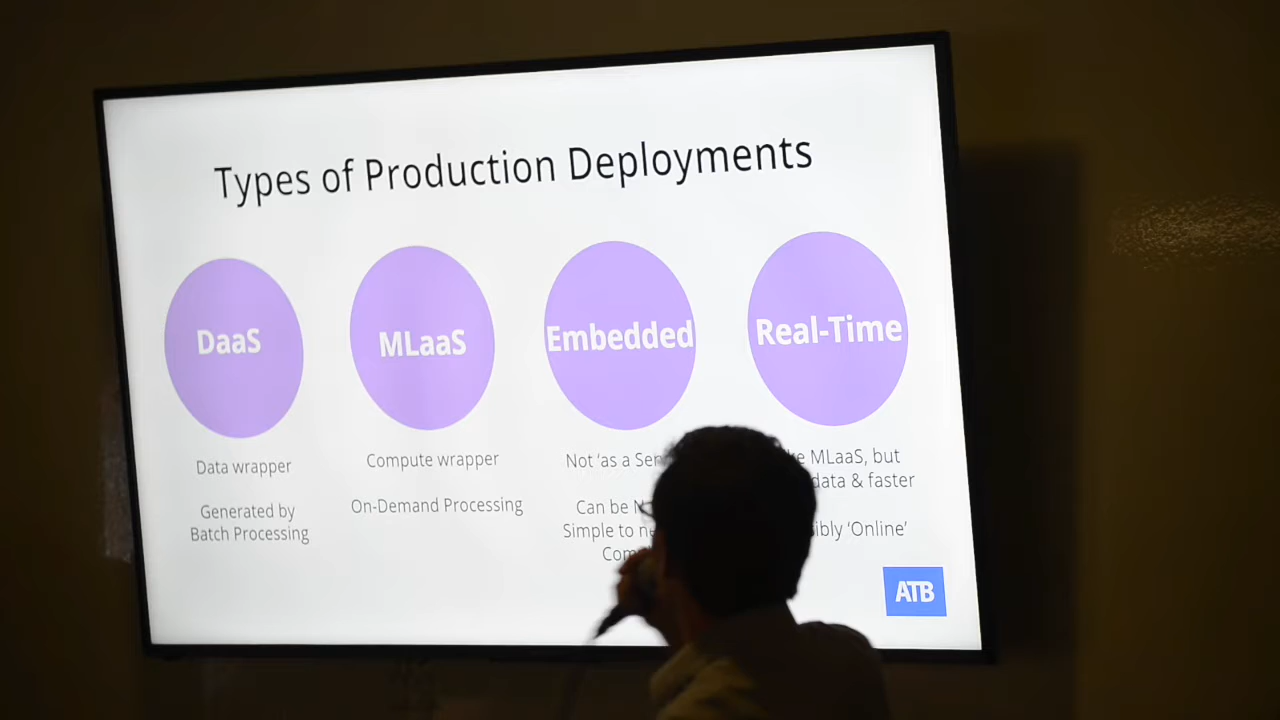 Types of Production Deployments
DaaS
MLaaS
Embedded
Real-Time
Data wrapper
Generated by
Batch Processing
Compute wrapper
On-Demand Processing
Not ‘as a
Can be
Simple to
MLaaS, but
data & faster
‘Online’
ATB